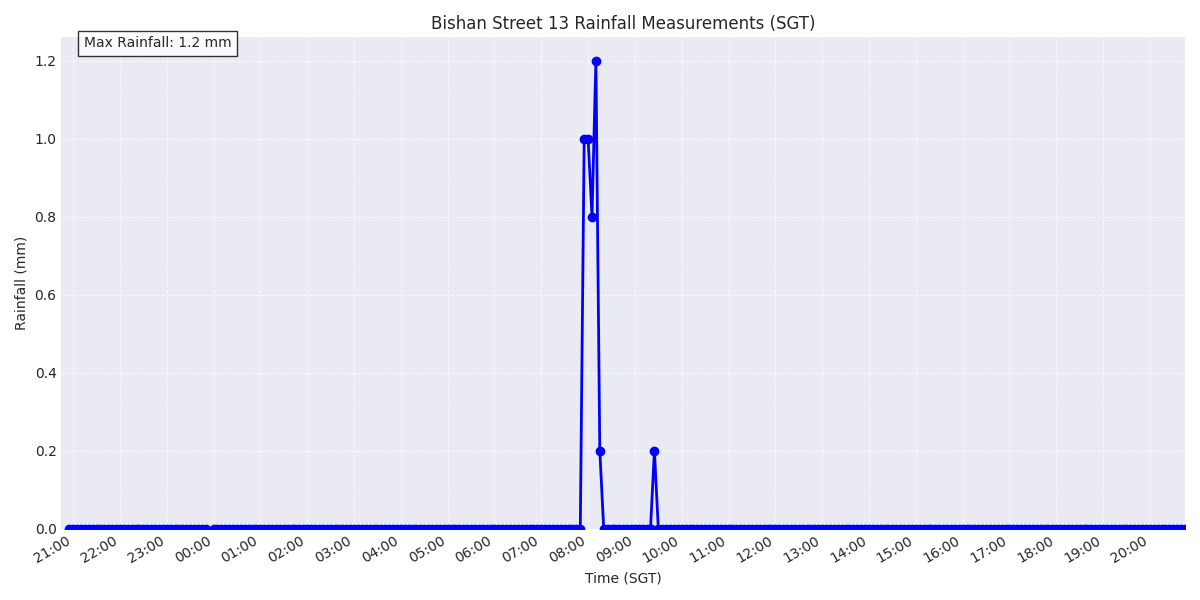 Bishan Street 13 Rainfall Measurements (SGT)
Max Rainfall: 1.2 mm
1.2
1.0
0.8
0.6
0.4
0.2
0.0
Rainfall (mm)
21:00 22:00 23:00 00:00 01:00 02:00 03:00 04:00 05:00 06:00 07:00 08:00 09:00 10:00 11:00 12:00 13:00 14:00 15:00 16:00 17:00 18:00 19:00 20:00
Time (SGT)